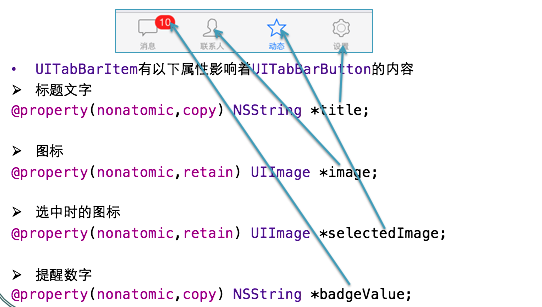 10
消息 联系人 动态 设置
• UITabBarItem有以下属性影响着UITabBarButton的内容
➢ 标题文字
@property(nonatomic,copy) NSString *title;
➢ 图标
@property(nonatomic,retain) UIImage *image;
➢ 选中时的图标
@property(nonatomic,retain) UIImage *selectedImage;
➢ 提醒数字
@property(nonatomic,copy) NSString *badgeValue;